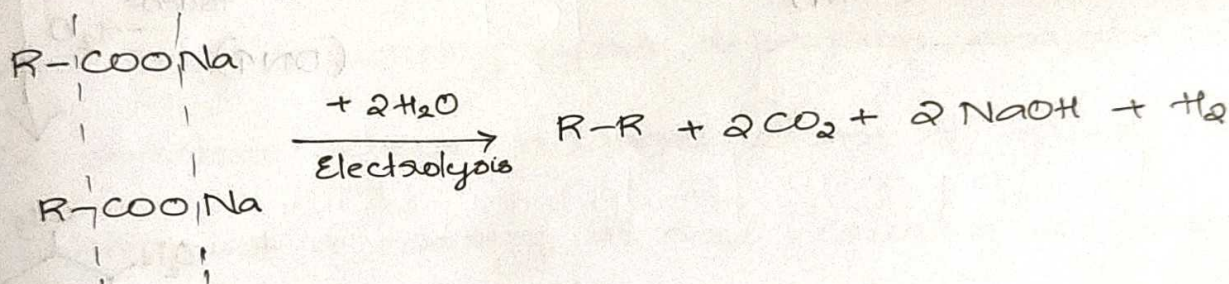 R-COONa
+ 2H₂O
Electrolysis
R-R + 2CO₂ + 2NaOH + H₂
R-COONa